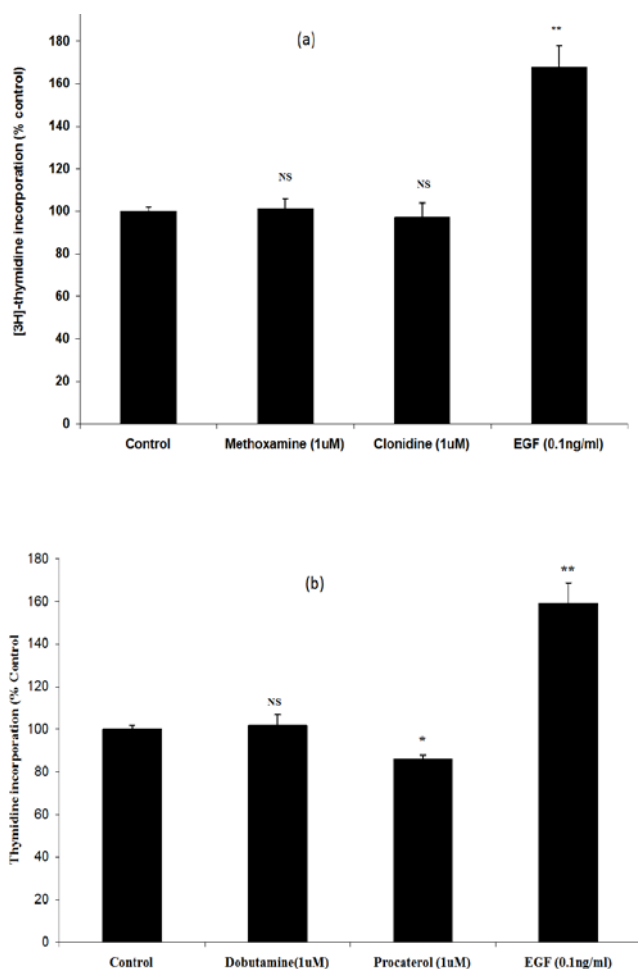 (a)
[3H]-thymidine incorporation (% control)
180
160
140
120
100
80
60
40
20
0
NS
NS
**
Control Methoxamine (1uM) Clonidine (1uM) EGF (0.1ng/ml)
(b)
Thymidine incorporation (% Control
180
160
140
120
100
80
60
40
20
0
NS
*
**
Control Dobutamine(1uM) Procaterol (1uM) EGF (0.1ng/ml)